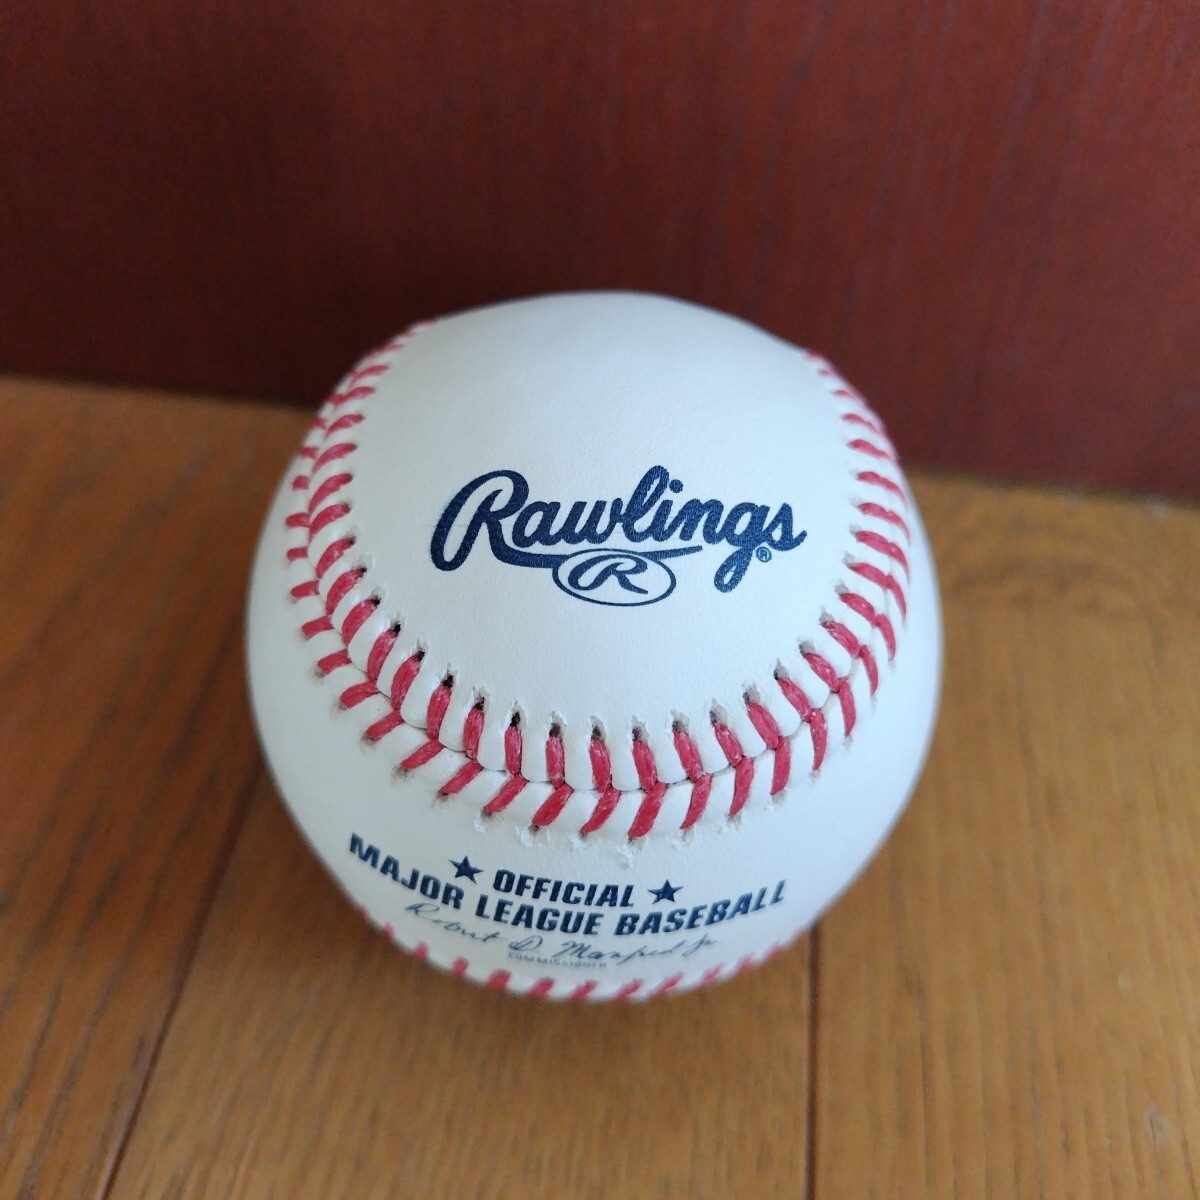 Rawlings®
R
★ OFFICIAL ★
MAJOR LEAGUE BASEBALL
Robert D. Manfred Jr.
COMMISSIONER